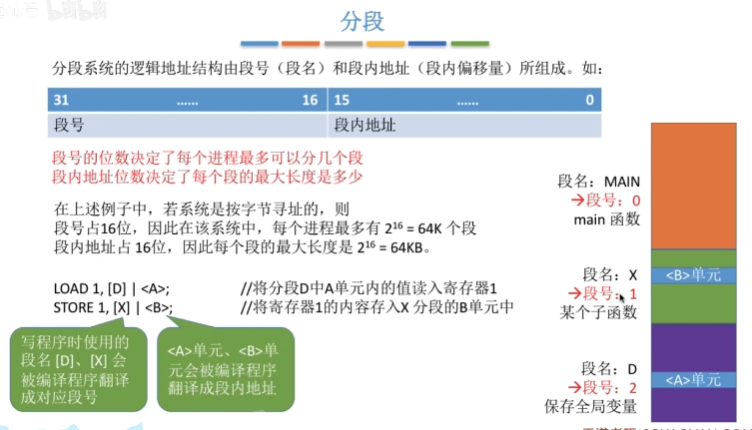 分段
分段系统的逻辑地址结构由段号（段名）和段内地址（段内偏移量）所组成。如：
31 …… 16 15 …… 0
段号 段内地址
段号的位数决定了每个进程最多可以分几个段
段内地址位数决定了每个段的最大长度是多少
在上述例子中，若系统是按字节寻址的，则
段号占16位，因此在该系统中，每个进程最多有 2¹⁶ = 64K 个段
段内地址占 16位，因此每个段的最大长度是 2¹⁶ = 64KB。
LOAD 1, [D] | <A>; //将分段D中A单元内的值读入寄存器1
STORE 1, [X] | <B>; //将寄存器1的内容存入X 分段的B单元中
写程序时使用的
段名 [D]、[X] 会
被编译程序翻译
成对应段号
<A>单元、<B>单
元会被编译程序
翻译成段内地址
段名：MAIN
→段号：0
main 函数
段名：X
→段号：1
某个子函数
<B>单元
段名：D
→段号：2
保存全局变量
<A>单元